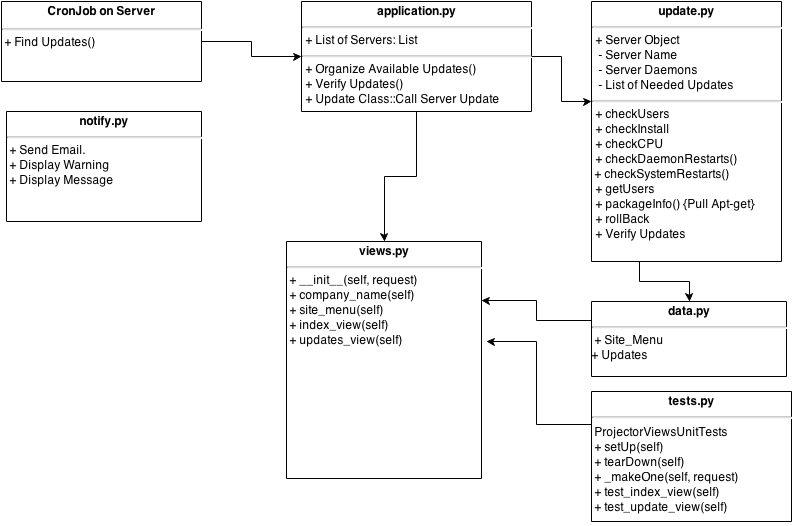 CronJob on Server
+ Find Updates()
application.py
+ List of Servers: List
+ Organize Available Updates()
+ Verify Updates()
+ Update Class::Call Server Update
update.py
+ Server Object
- Server Name
- Server Daemons
- List of Needed Updates
+ checkUsers
+ checkInstall
+ checkCPU
+ checkDaemonRestarts()
+ checkSystemRestarts()
+ getUsers
+ packageInfo() {Pull Apt-get}
+ rollBack
+ Verify Updates
notify.py
+ Send Email.
+ Display Warning
+ Display Message
views.py
+ __init__(self, request)
+ company_name(self)
+ site_menu(self)
+ index_view(self)
+ updates_view(self)
data.py
+ Site_Menu
+ Updates
tests.py
ProjectorViewsUnitTests
+ setUp(self)
+ tearDown(self)
+ _makeOne(self, request)
+ test_index_view(self)
+ test_update_view(self)